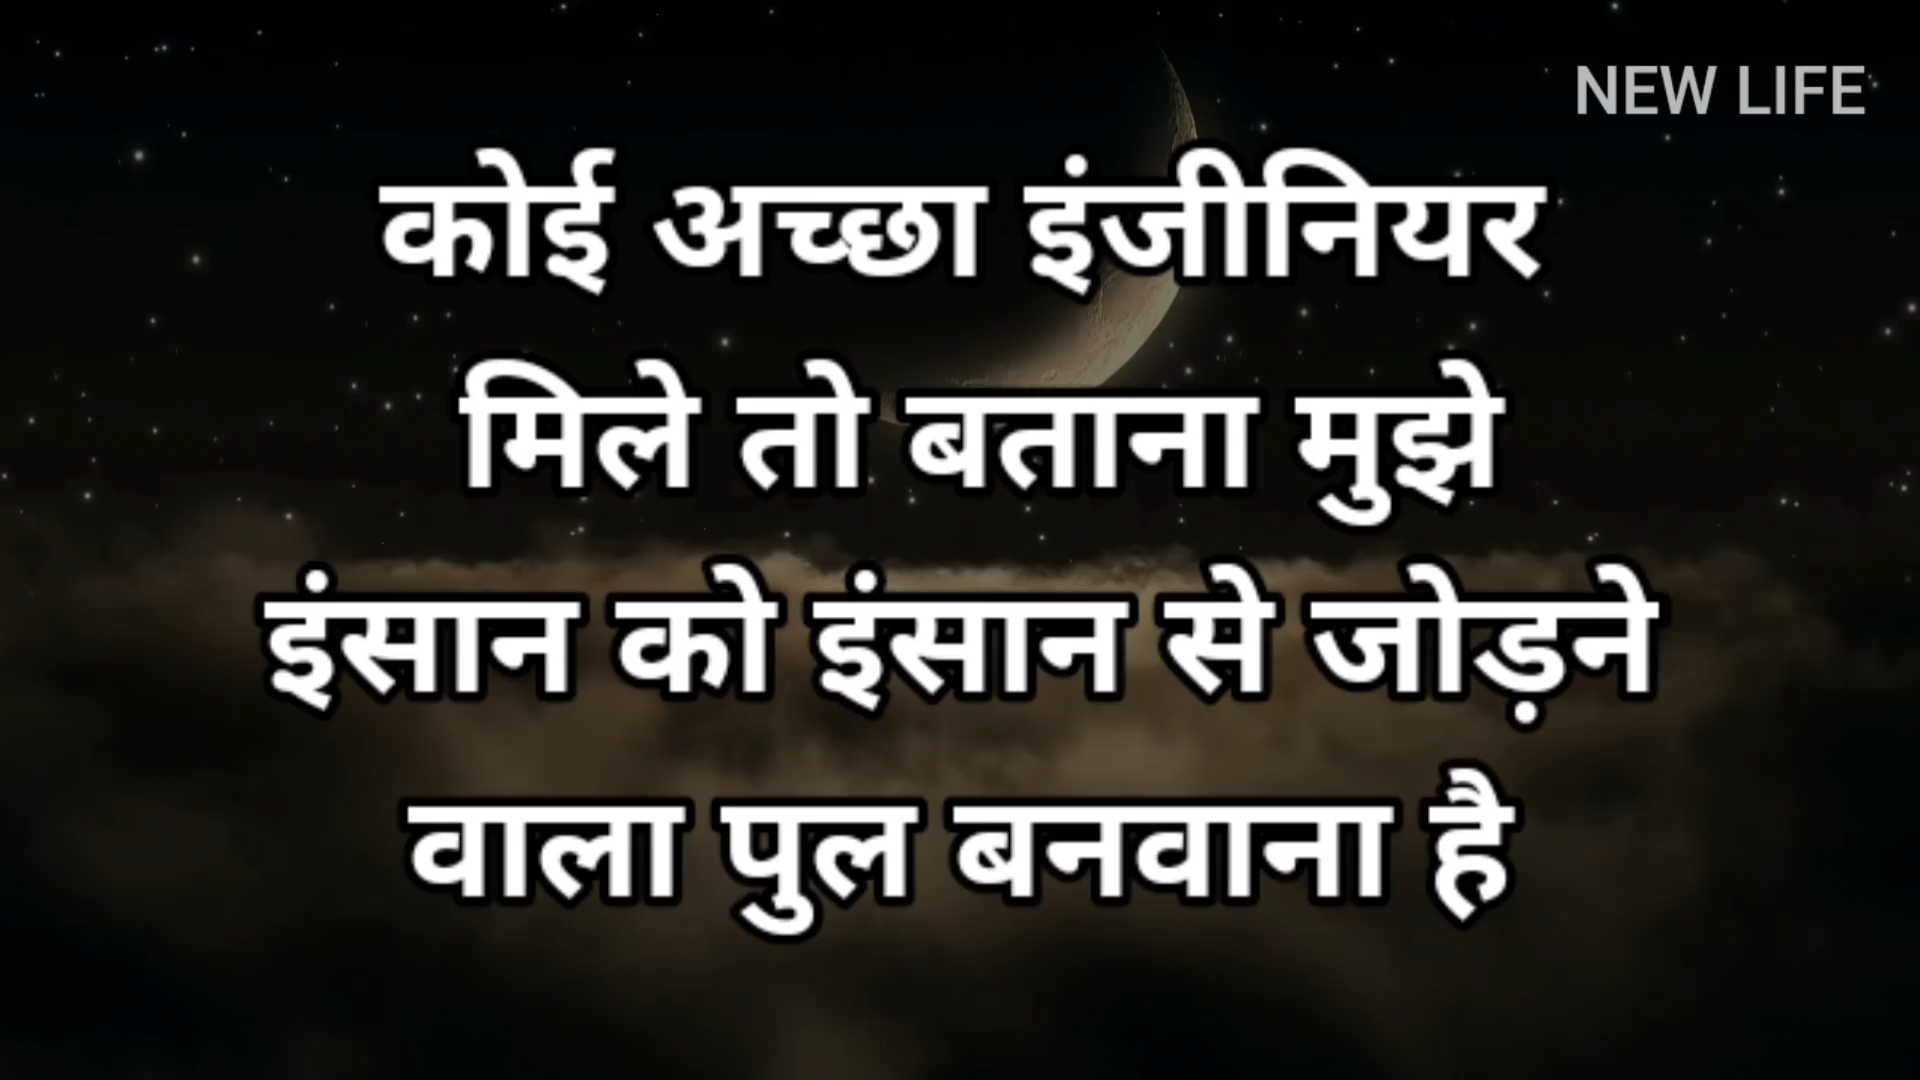 NEW LIFE
कोई अच्छा इंजीनियर
मिले तो बताना मुझे
इंसान को इंसान से जोड़ने
वाला पुल बनवाना है